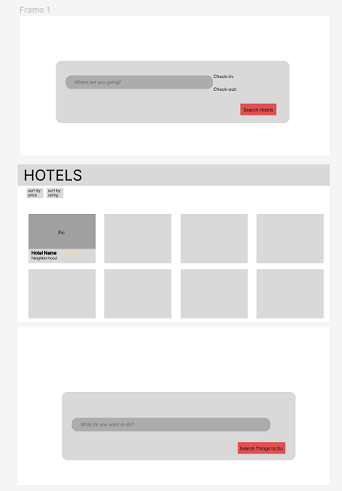 Frame 1
Where are you going?
Check-in:
Check-out:
Search Hotels
HOTELS
sort by price
sort by rating
Pic
Hotel Name
Neighborhood
What do you want to do?
Search Things to Do